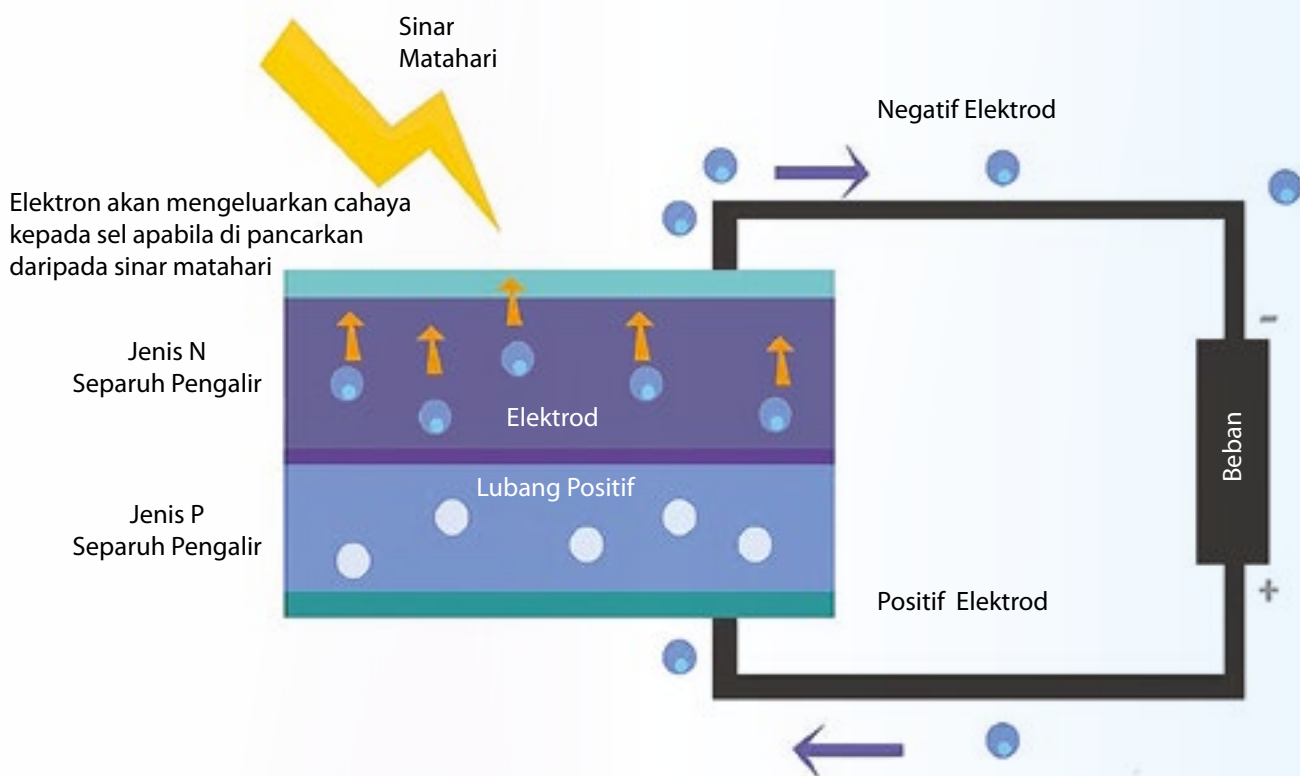 Sinar
Matahari
Negatif Elektrod
Elektron akan mengeluarkan cahaya
kepada sel apabila di pancarkan
daripada sinar matahari
Jenis N
Separuh Pengalir
Elektrod
-
Beban
Lubang Positif
Jenis P
Separuh Pengalir
+
Positif Elektrod